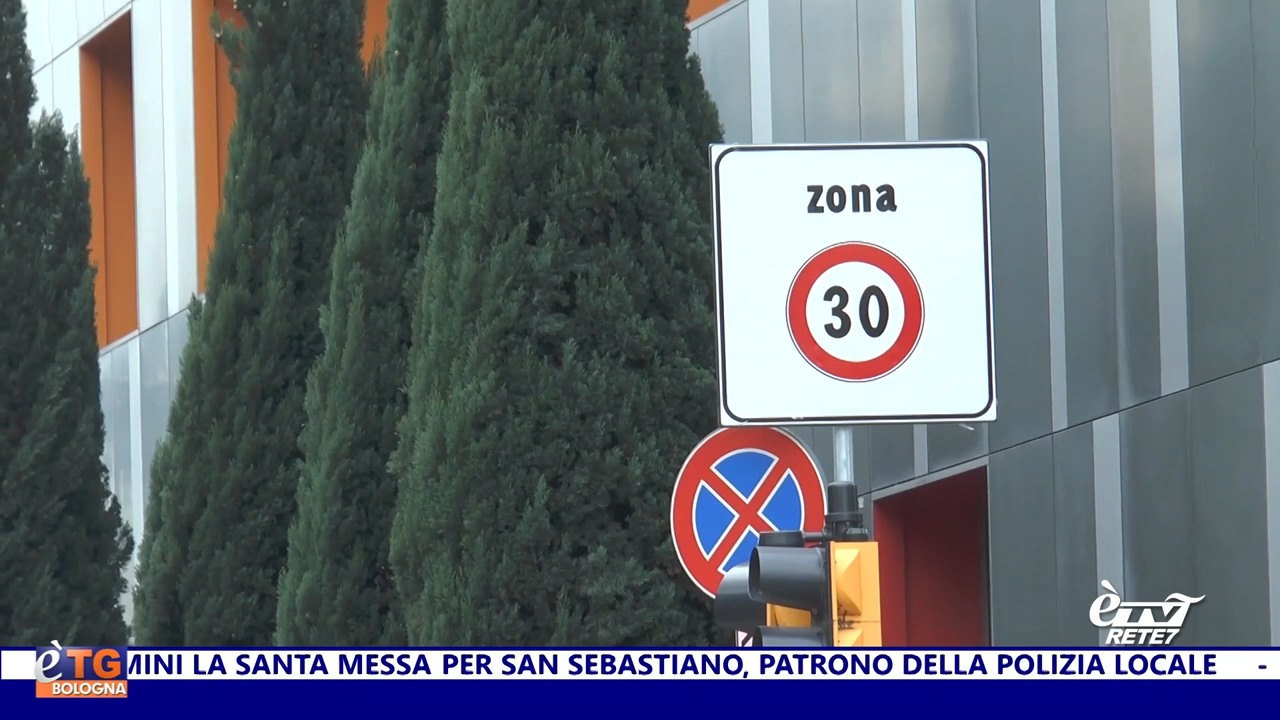 zona
30
èTV
RETE7
èTG
BOLOGNA
MINI LA SANTA MESSA PER SAN SEBASTIANO, PATRONO DELLA POLIZIA LOCALE -